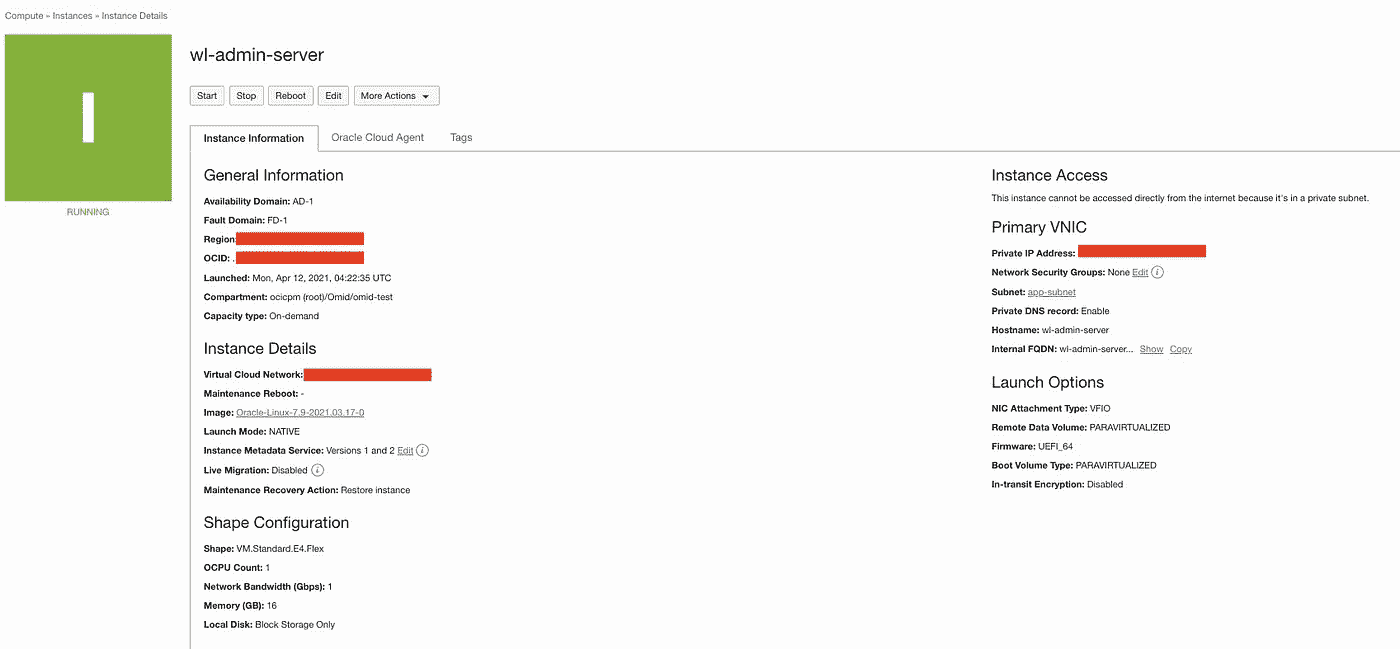 Compute » Instances » Instance Details
I
RUNNING
wl-admin-server
Start Stop Reboot Edit More Actions
Instance Information Oracle Cloud Agent Tags
General Information
Availability Domain: AD-1
Fault Domain: FD-1
Region:
OCID: .
Launched: Mon, Apr 12, 2021, 04:22:35 UTC
Compartment: ocicpm (root)/Omid/omid-test
Capacity type: On-demand
Instance Details
Virtual Cloud Network:
Maintenance Reboot: -
Image: Oracle-Linux-7.9-2021.03.17-0
Launch Mode: NATIVE
Instance Metadata Service: Versions 1 and 2 Edit i
Live Migration: Disabled i
Maintenance Recovery Action: Restore instance
Shape Configuration
Shape: VM.Standard.E4.Flex
OCPU Count: 1
Network Bandwidth (Gbps): 1
Memory (GB): 16
Local Disk: Block Storage Only
Instance Access
This instance cannot be accessed directly from the internet because it's in a private subnet.
Primary VNIC
Private IP Address:
Network Security Groups: None Edit i
Subnet: app-subnet
Private DNS record: Enable
Hostname: wl-admin-server
Internal FQDN: wl-admin-server... Show Copy
Launch Options
NIC Attachment Type: VFIO
Remote Data Volume: PARAVIRTUALIZED
Firmware: UEFI_64
Boot Volume Type: PARAVIRTUALIZED
In-transit Encryption: Disabled